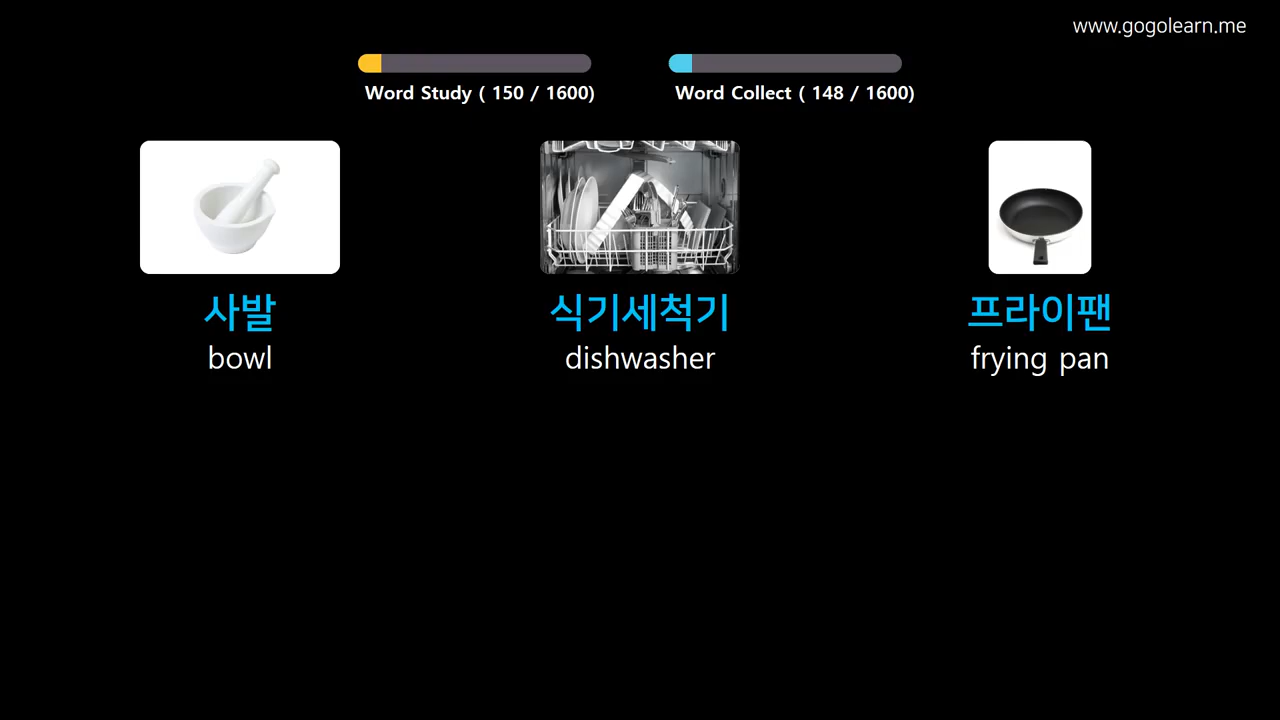 www.gogolearn.me
Word Study ( 150 / 1600)
Word Collect ( 148 / 1600)
사발
bowl
식기세척기
dishwasher
프라이팬
frying pan